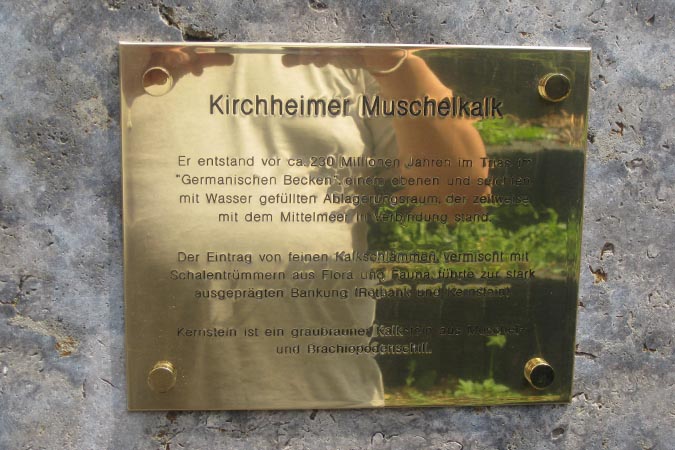 Kirchheimer Muschelkalk
Er entstand vor ca. 230 Millionen Jahren im Trias im
"Germanischen Becken", einem ebenen und seichten
mit Wasser gefüllten Ablagerungsraum, der zeitweise
mit dem Mittelmeer in Verbindung stand.
Der Eintrag von feinen Kalkschlämmen, vermischt mit
Schalentrümmern aus Flora und Fauna, führte zur stark
ausgeprägten Bankung (Rotbank und Kernstein).
Kernstein ist ein graubrauner Kalkstein aus Muschel-
und Brachiopodenschill.